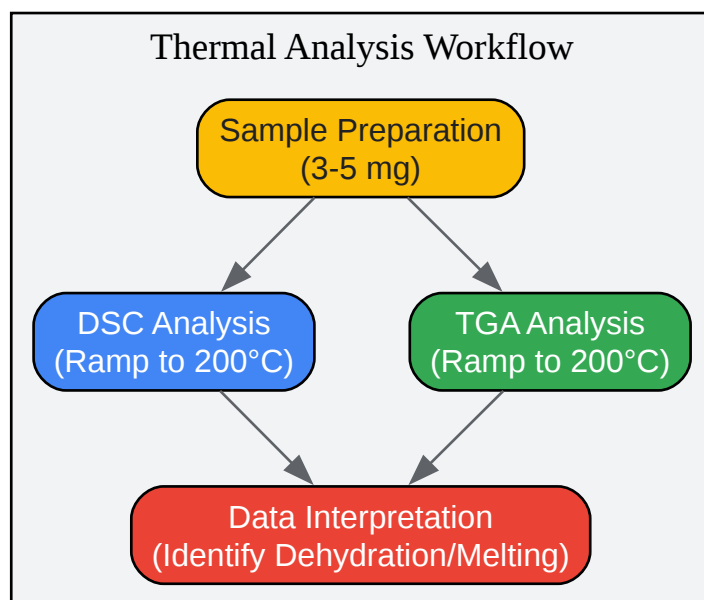 Thermal Analysis Workflow
Sample Preparation
(3-5 mg)
DSC Analysis
(Ramp to 200°C)
TGA Analysis
(Ramp to 200°C)
Data Interpretation
(Identify Dehydration/Melting)